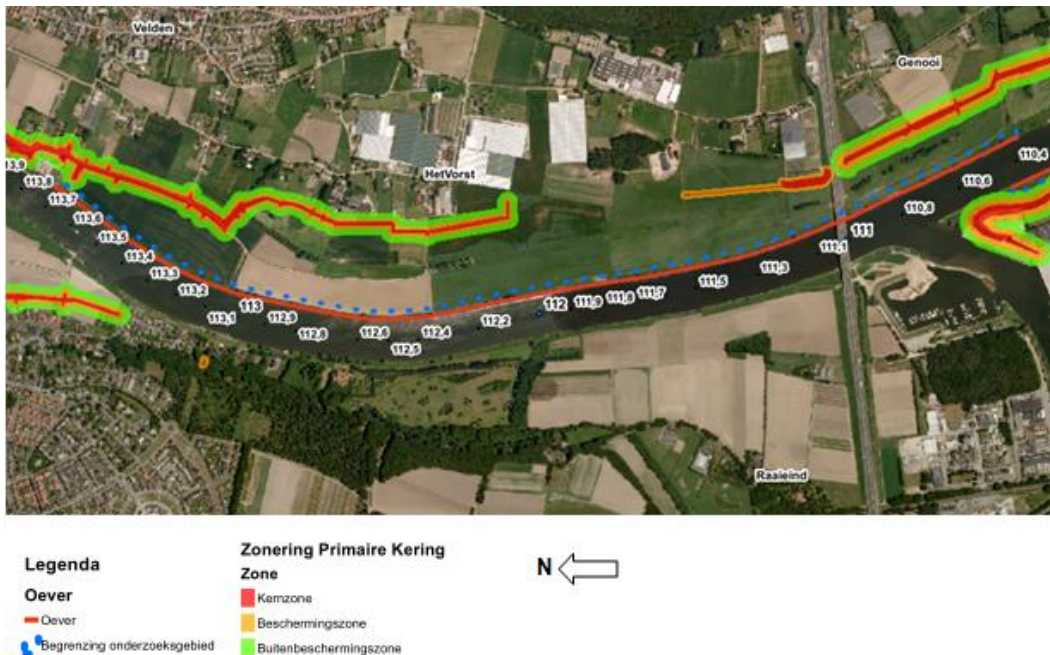 Velden
Genooi
HetVorst
13,9
113,8
113,7
113,6
113,5
113,4
113,3
113,2
113,1
113
112,9
112,8
112,6
112,5
112,4
112,2
112
111,9
111,8
111,7
111,5
111,3
111,1
111
110,8
110,6
110,4
Raaieind
Legenda
Oever
Oever
Begrenzing onderzoeksgebied
Zonering Primaire Kering
Zone
Kernzone
Beschermingszone
Buitenbeschermingszone
N